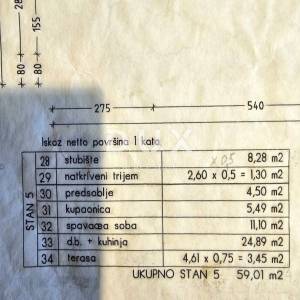 28
155
80
80
275 540
Iskaz netto površina 1 kata
STAN 5
28 stubište x 0,5 8,28 m2
29 natkriveni trijem 2,60 x 0,5 = 1,30 m2
30 predsoblje 4,50 m2
31 kupaonica 5,49 m2
32 spavaća soba 11,10 m2
33 d.b. + kuhinja 24,89 m2
34 terasa 4,61 x 0,75 = 3,45 m2
UKUPNO STAN 5 59,01 m2